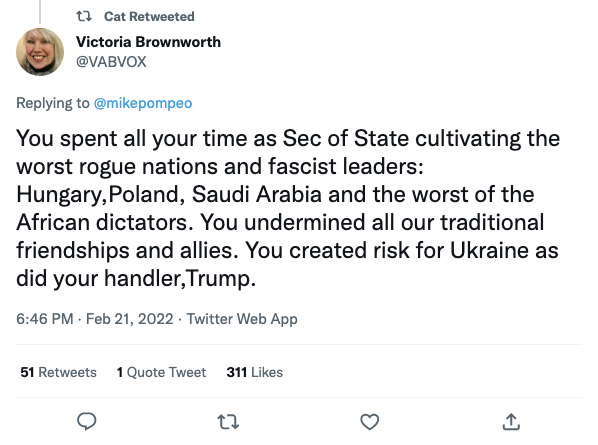 Cat Retweeted
Victoria Brownworth
@VABVOX
Replying to @mikepompeo
You spent all your time as Sec of State cultivating the
worst rogue nations and fascist leaders:
Hungary,Poland, Saudi Arabia and the worst of the
African dictators. You undermined all our traditional
friendships and allies. You created risk for Ukraine as
did your handler,Trump.
6:46 PM · Feb 21, 2022 · Twitter Web App
51 Retweets 1 Quote Tweet 311 Likes